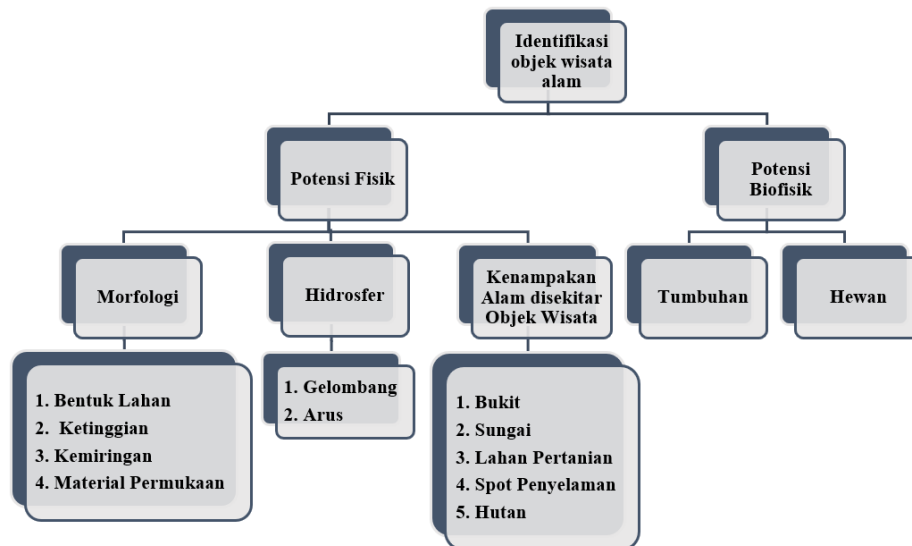 Identifikasi
objek wisata
alam
Potensi Fisik
Potensi
Biofisik
Morfologi
Hidrosfer
Kenampakan
Alam disekitar
Objek Wisata
Tumbuhan
Hewan
1. Bentuk Lahan
2. Ketinggian
3. Kemiringan
4. Material Permukaan
1. Gelombang
2. Arus
1. Bukit
2. Sungai
3. Lahan Pertanian
4. Spot Penyelaman
5. Hutan